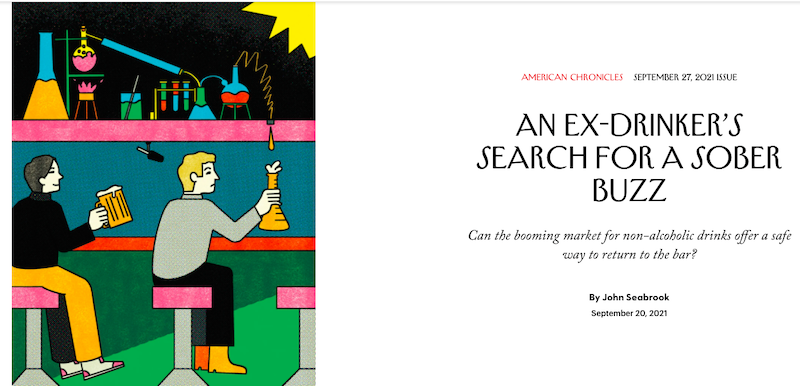 AMERICAN CHRONICLES SEPTEMBER 27, 2021 ISSUE
AN EX-DRINKER'S
SEARCH FOR A SOBER
BUZZ
Can the booming market for non-alcoholic drinks offer a safe
way to return to the bar?
By John Seabrook
September 20, 2021